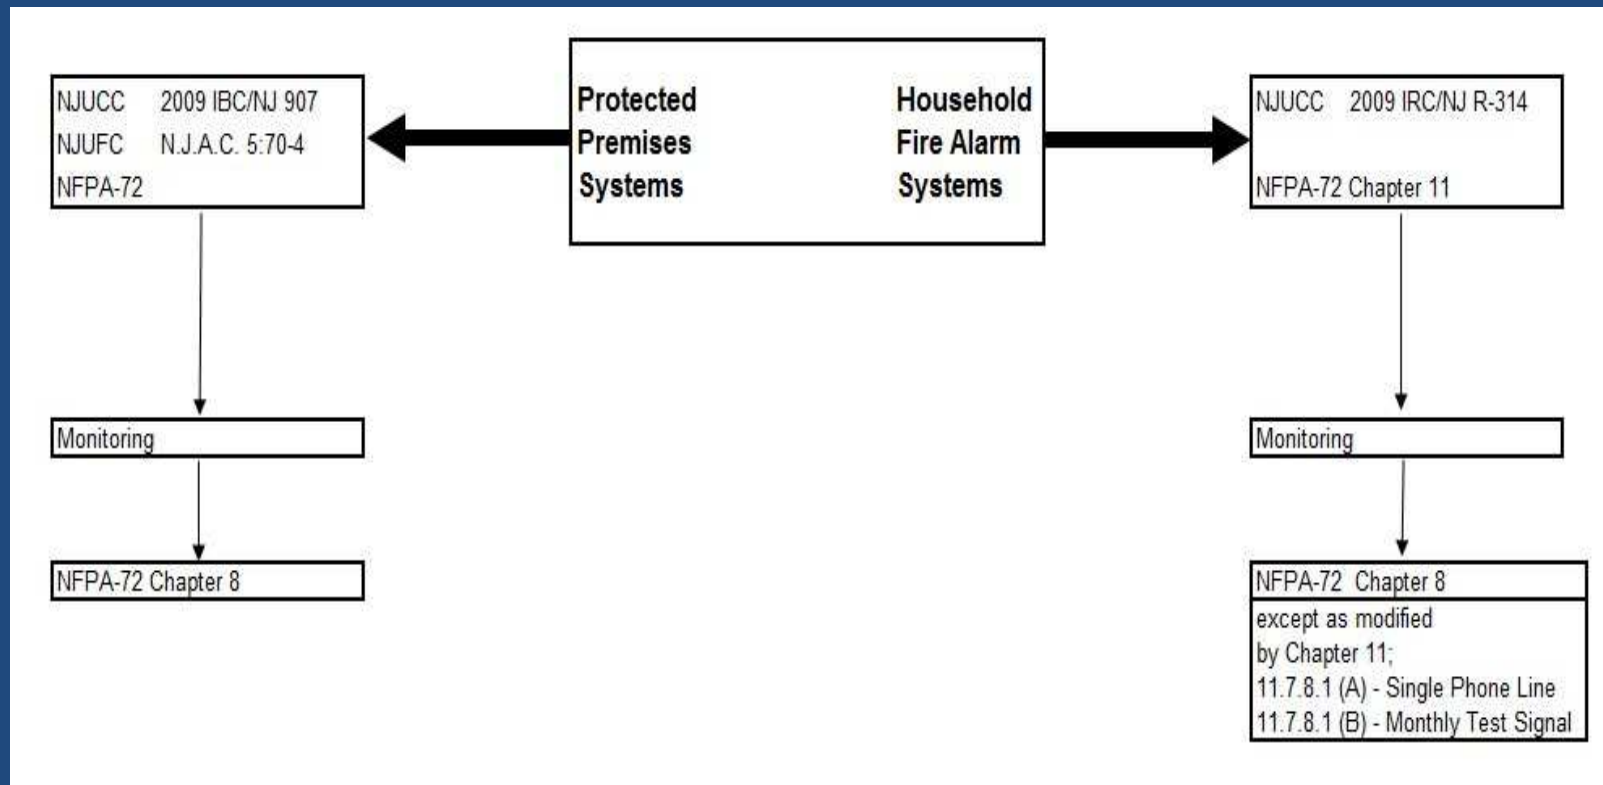 NJUCC 2009 IBC/NJ 907
NJUFC N.J.A.C. 5:70-4
NFPA-72
Monitoring
NFPA-72 Chapter 8
Protected
Premises
Systems
Household
Fire Alarm
Systems
NJUCC 2009 IRC/NJ R-314
NFPA-72 Chapter 11
Monitoring
NFPA-72 Chapter 8
except as modified
by Chapter 11;
11.7.8.1 (A) - Single Phone Line
11.7.8.1 (B) - Monthly Test Signal